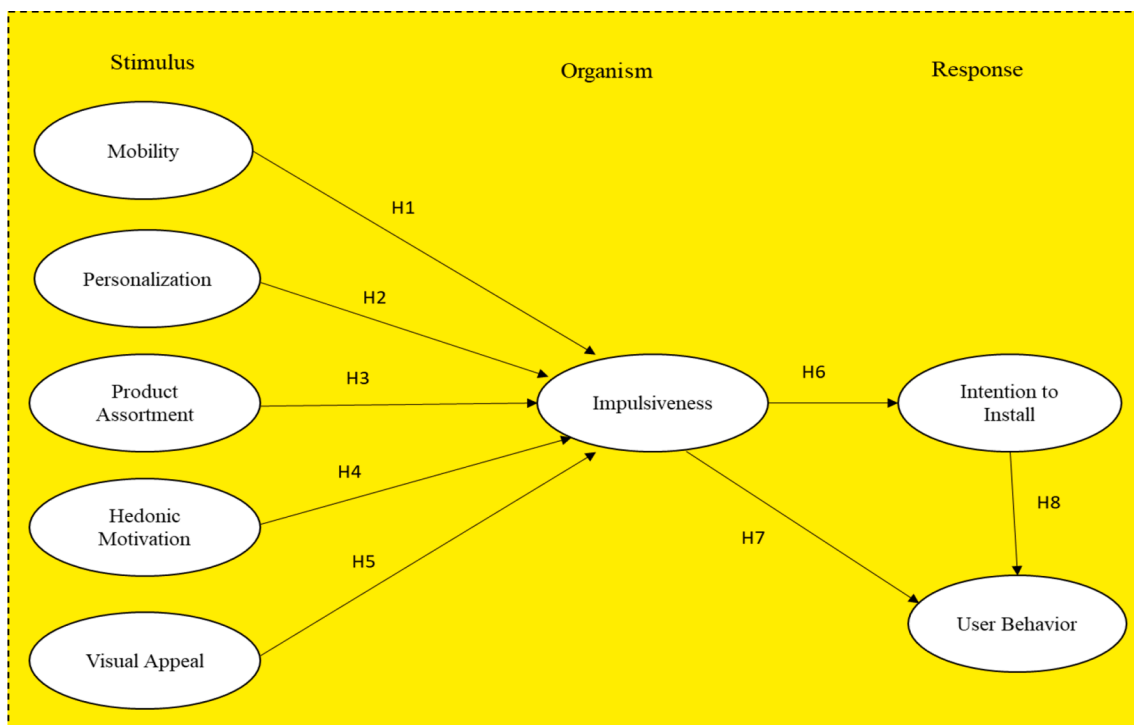 Stimulus
Organism
Response
Mobility
H1
Personalization
H2
Product
Assortment
H3
Impulsiveness
H6
Intention to
Install
Hedonic
Motivation
H4
H5
H7
H8
Visual Appeal
User Behavior